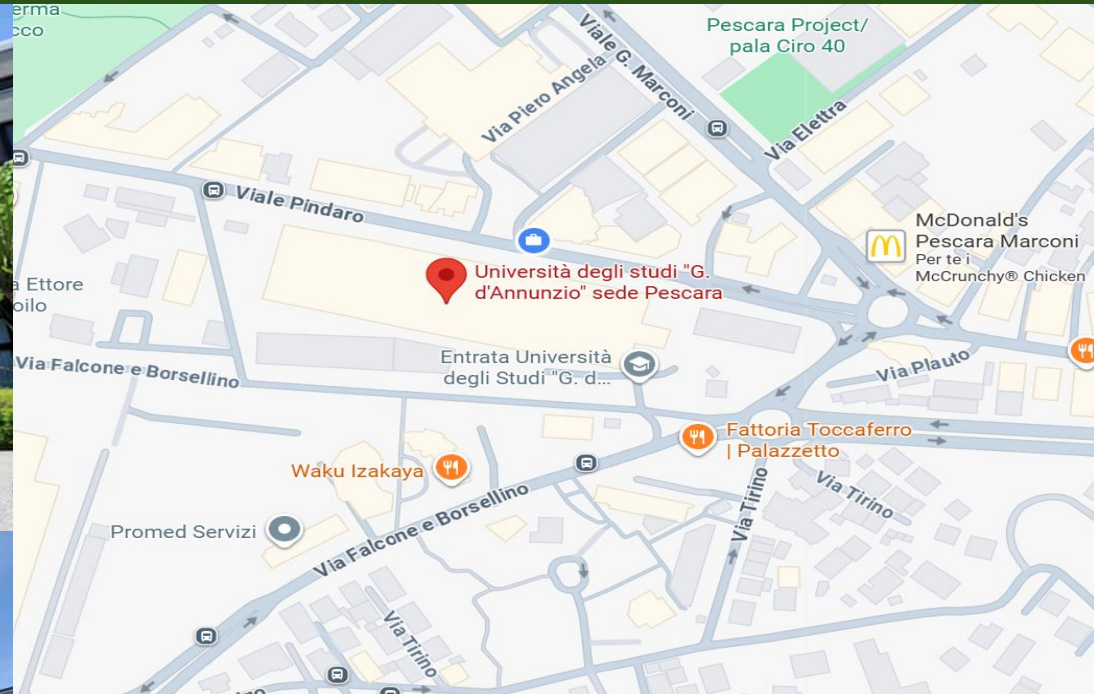 erma
cco
Pescara Project/
pala Ciro 40
Viale G. Marconi
Via Piero Angela
Via Elettra
Viale Pindaro
McDonald's
Pescara Marconi
Per te i
McCrunchy® Chicken
Università degli studi "G.
d'Annunzio" sede Pescara
a Ettore
oilo
Entrata Università
degli Studi "G. d...
Via Plauto
Via Falcone e Borsellino
Fattoria Toccaferro
| Palazzetto
Waku Izakaya
Via Tirino
Via Tirino
Promed Servizi
Via Falcone e Borsellino
Via Tirino